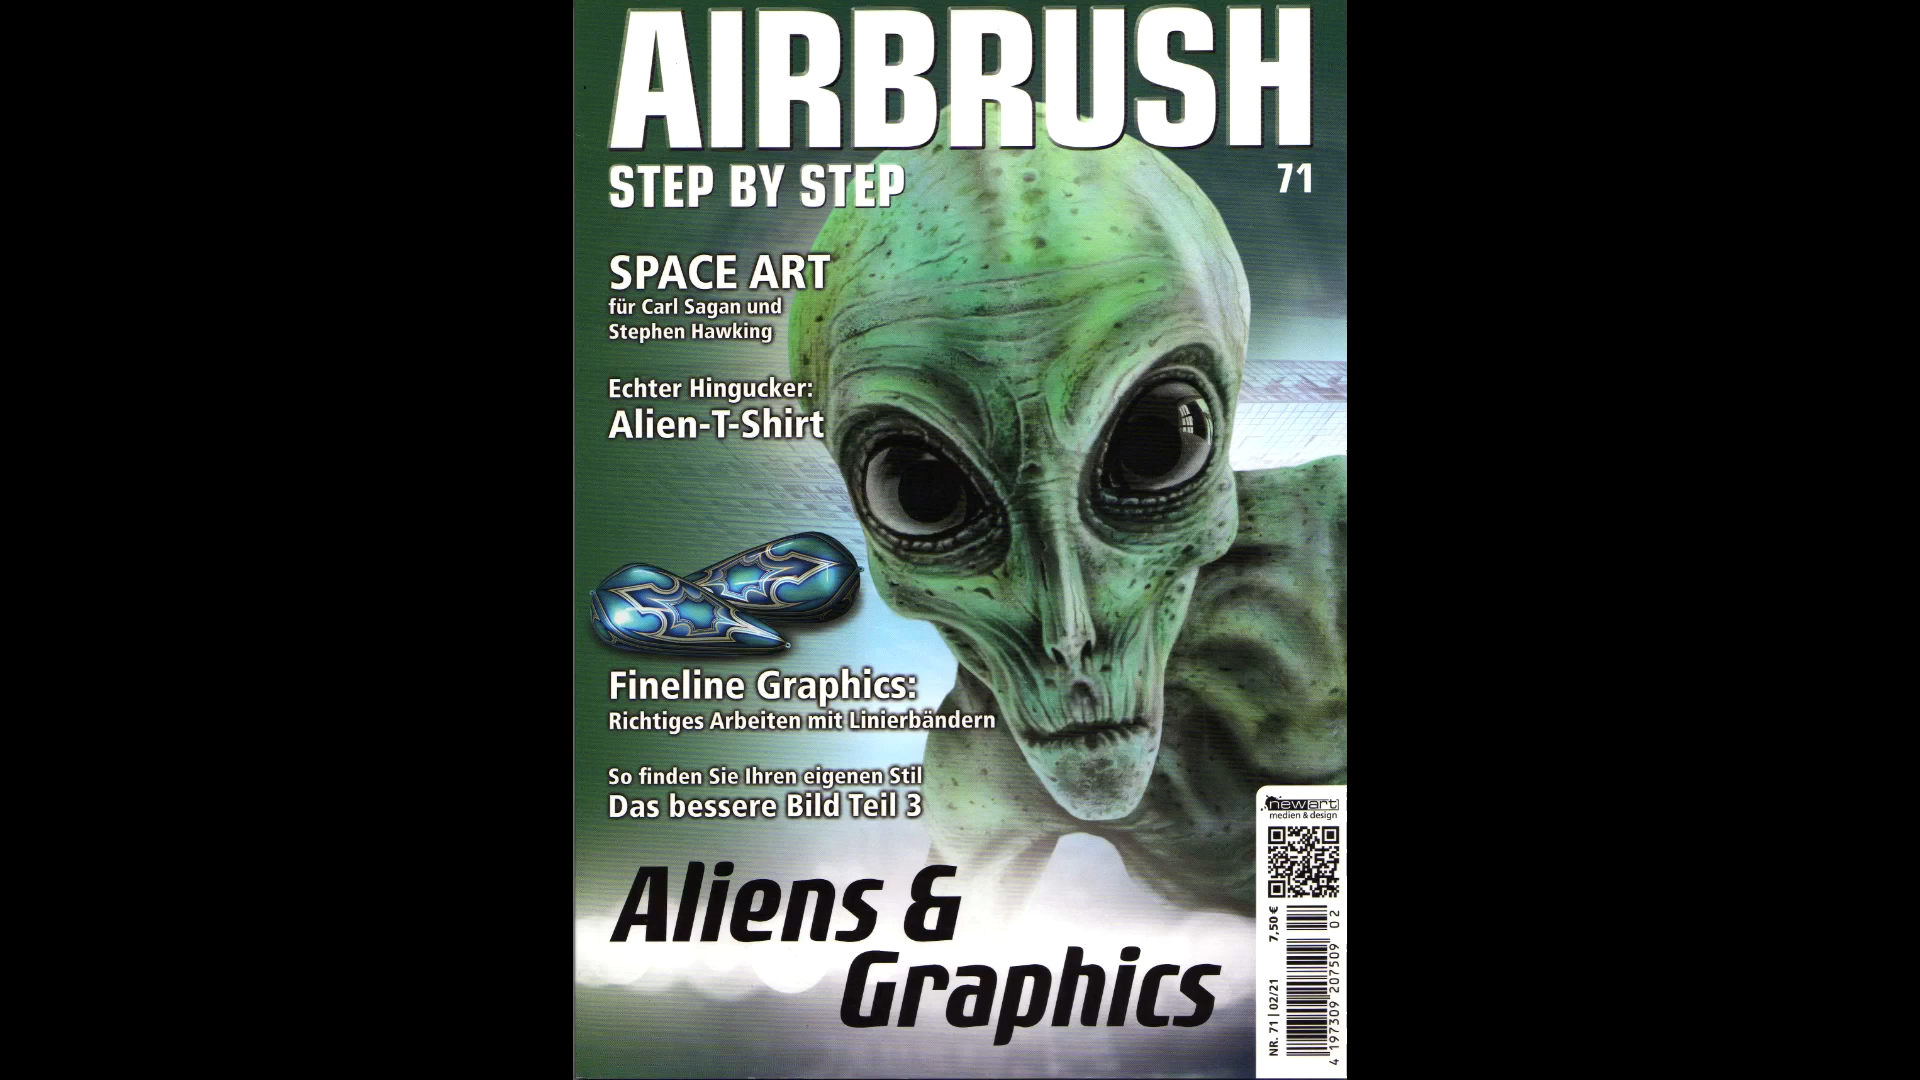 AIRBRUSH
STEP BY STEP
71
SPACE ART
für Carl Sagan und
Stephen Hawking
Echter Hingucker:
Alien-T-Shirt
Fineline Graphics:
Richtiges Arbeiten mit Linierbändern
So finden Sie Ihren eigenen Stil
Das bessere Bild Teil 3
Aliens &
Graphics
newart
medien & design
NR. 71 | 02/21
7,50 €
4 197309 207509
02